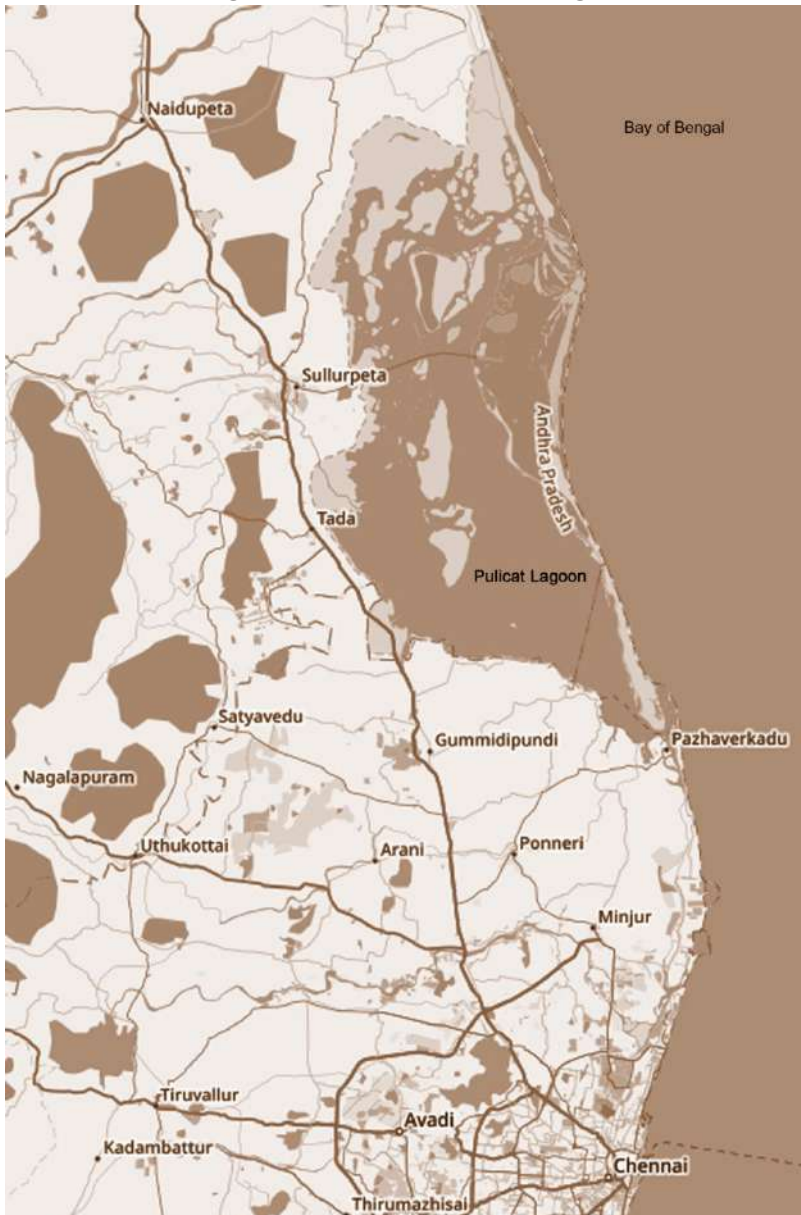 Naidupeta
Bay of Bengal
Sullurpeta
Andhra Pradesh
Tada
Pulicat Lagoon
Satyavedu
Gummidipundi
Pazhaverkadu
Nagalapuram
Uthukottai
Arani
Ponneri
Minjur
Tiruvallur
Avadi
Kadambattur
Chennai
Thirumazhisai